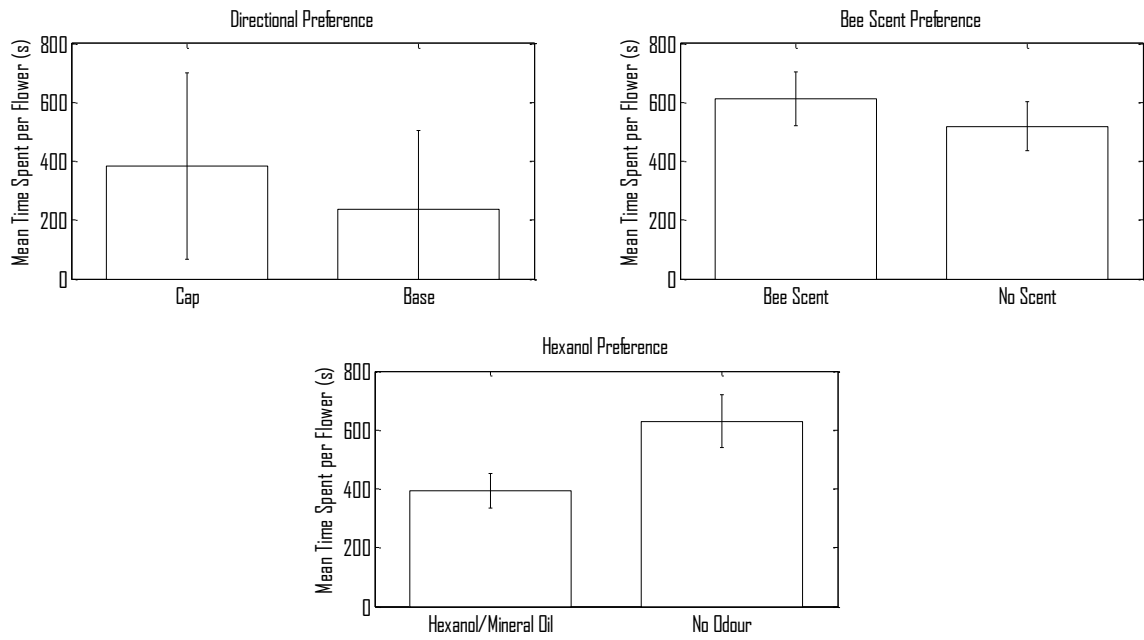 Directional Preference
Mean Time Spent per Flower (s)
800
600
400
200
0
Cap Base
Bee Scent Preference
Mean Time Spent per Flower (s)
800
600
400
200
0
Bee Scent No Scent
Hexanol Preference
Mean Time Spent per Flower (s)
800
600
400
200
0
Hexanol/Mineral Oil No Odour